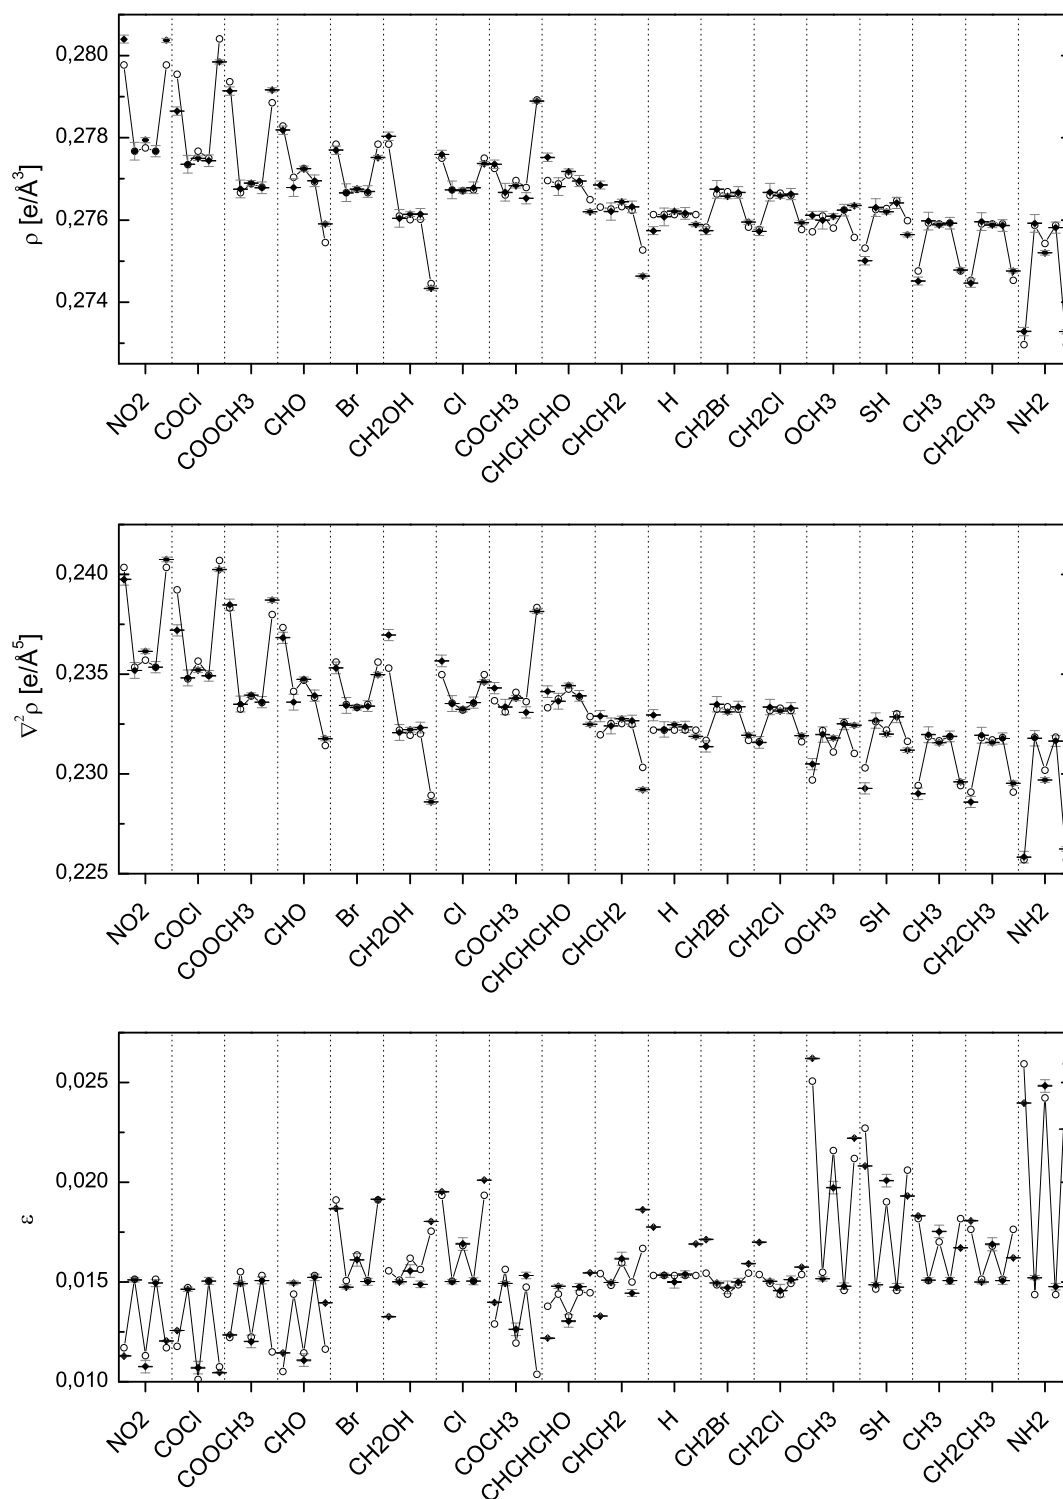 0,280
0,278
0,276
0,274
ρ [e/Å³]
NO2 COCl COOCH3 CHO Br CH2OH Cl COCH3 CHCHCHO CHCH2 H CH2Br CH2Cl OCH3 SH CH3 CH2CH3 NH2
0,240
0,235
0,230
0,225
∇²ρ [e/Å⁵]
NO2 COCl COOCH3 CHO Br CH2OH Cl COCH3 CHCHCHO CHCH2 H CH2Br CH2Cl OCH3 SH CH3 CH2CH3 NH2
0,025
0,020
0,015
0,010
ε
NO2 COCl COOCH3 CHO Br CH2OH Cl COCH3 CHCHCHO CHCH2 H CH2Br CH2Cl OCH3 SH CH3 CH2CH3 NH2